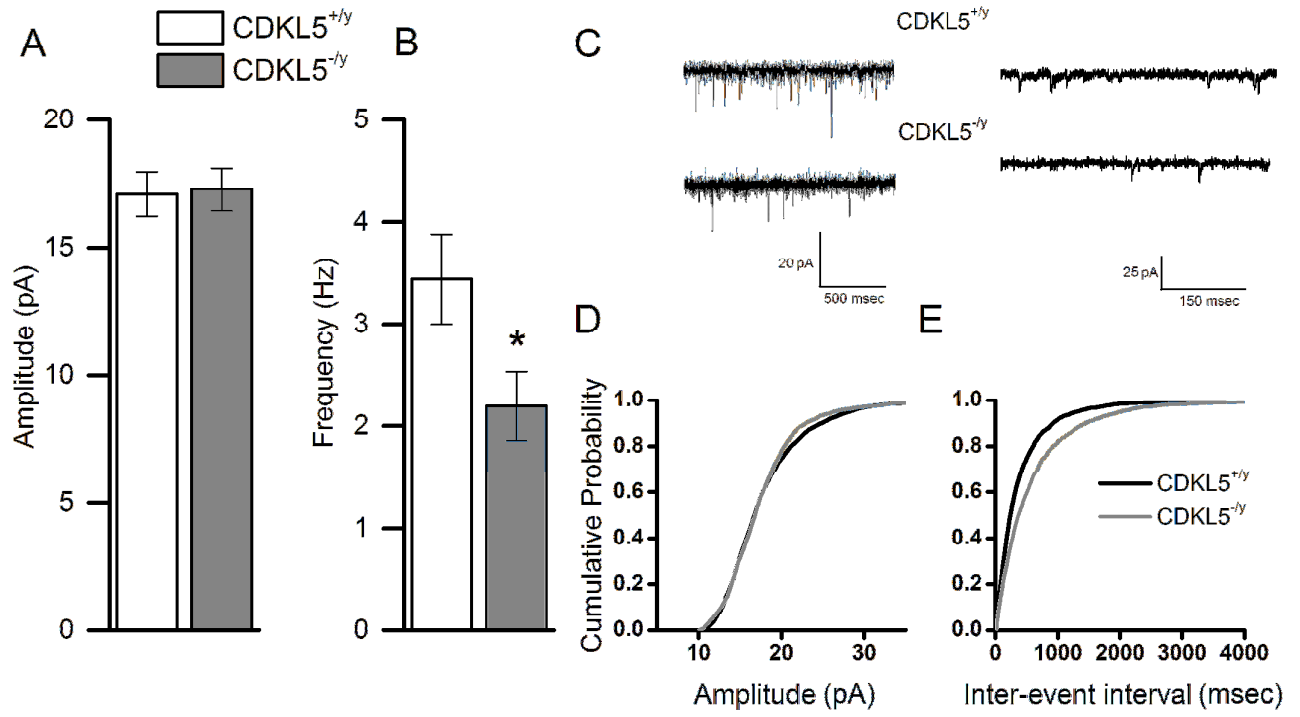 A
CDKL5+/y
CDKL5-/y
Amplitude (pA)
20
15
10
5
0
B
Frequency (Hz)
5
4
3
2
1
0
*
C
CDKL5+/y
CDKL5-/y
20 pA
500 msec
25 pA
150 msec
D
Cumulative Probability
1.0
0.8
0.6
0.4
0.2
0.0
10 20 30
Amplitude (pA)
E
1.0
0.8
0.6
0.4
0.2
0.0
CDKL5+/y
CDKL5-/y
0 1000 2000 3000 4000
Inter-event interval (msec)